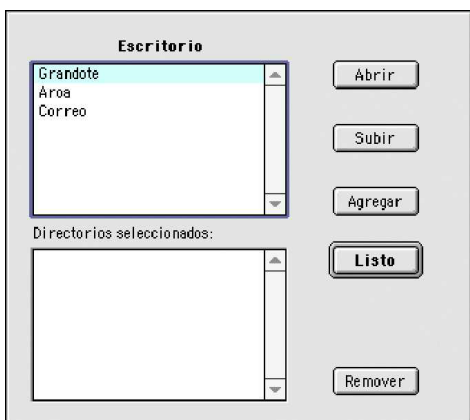 Escritorio
Grandote
Aroa
Correo
Abrir
Subir
Agregar
Directorios seleccionados:
Listo
Remover